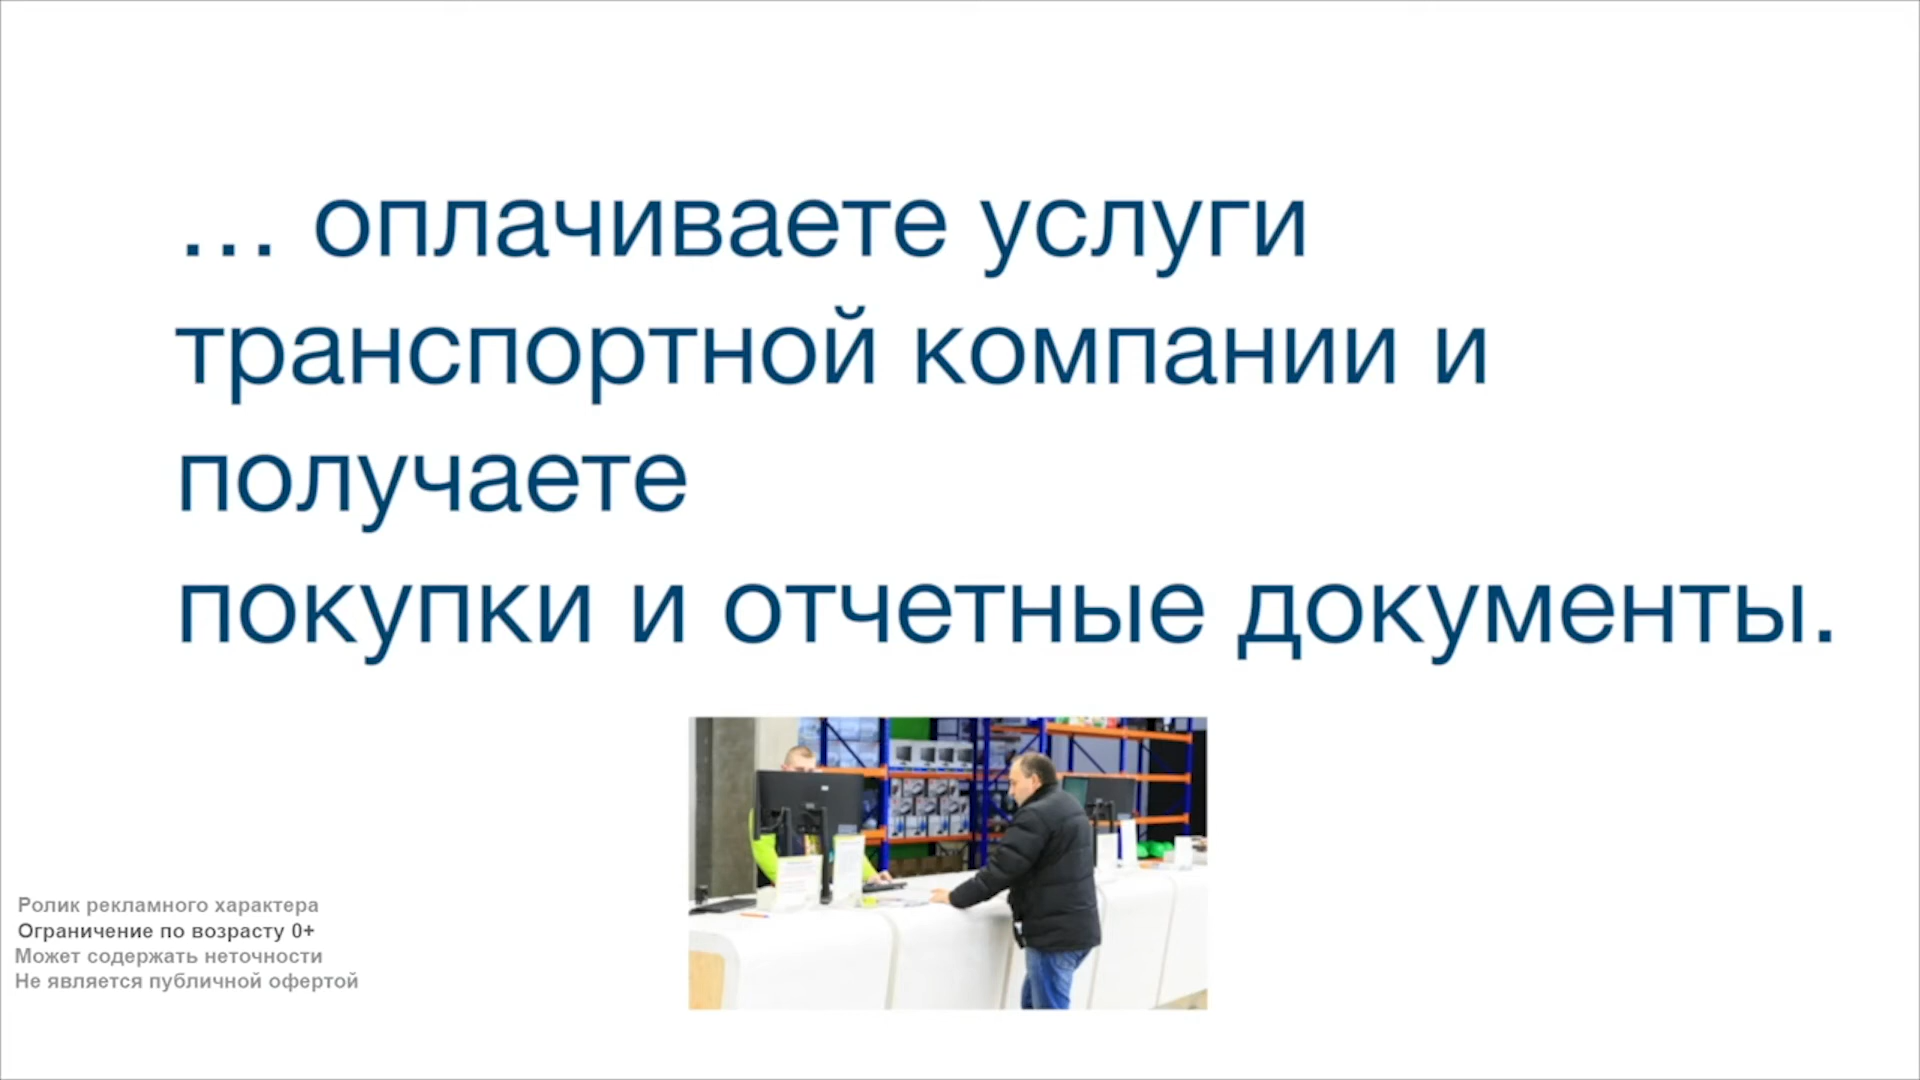 ... оплачиваете услуги
транспортной компании и
получаете
покупки и отчетные документы.
Ролик рекламного характера
Ограничение по возрасту 0+
Может содержать неточности
Не является публичной офертой